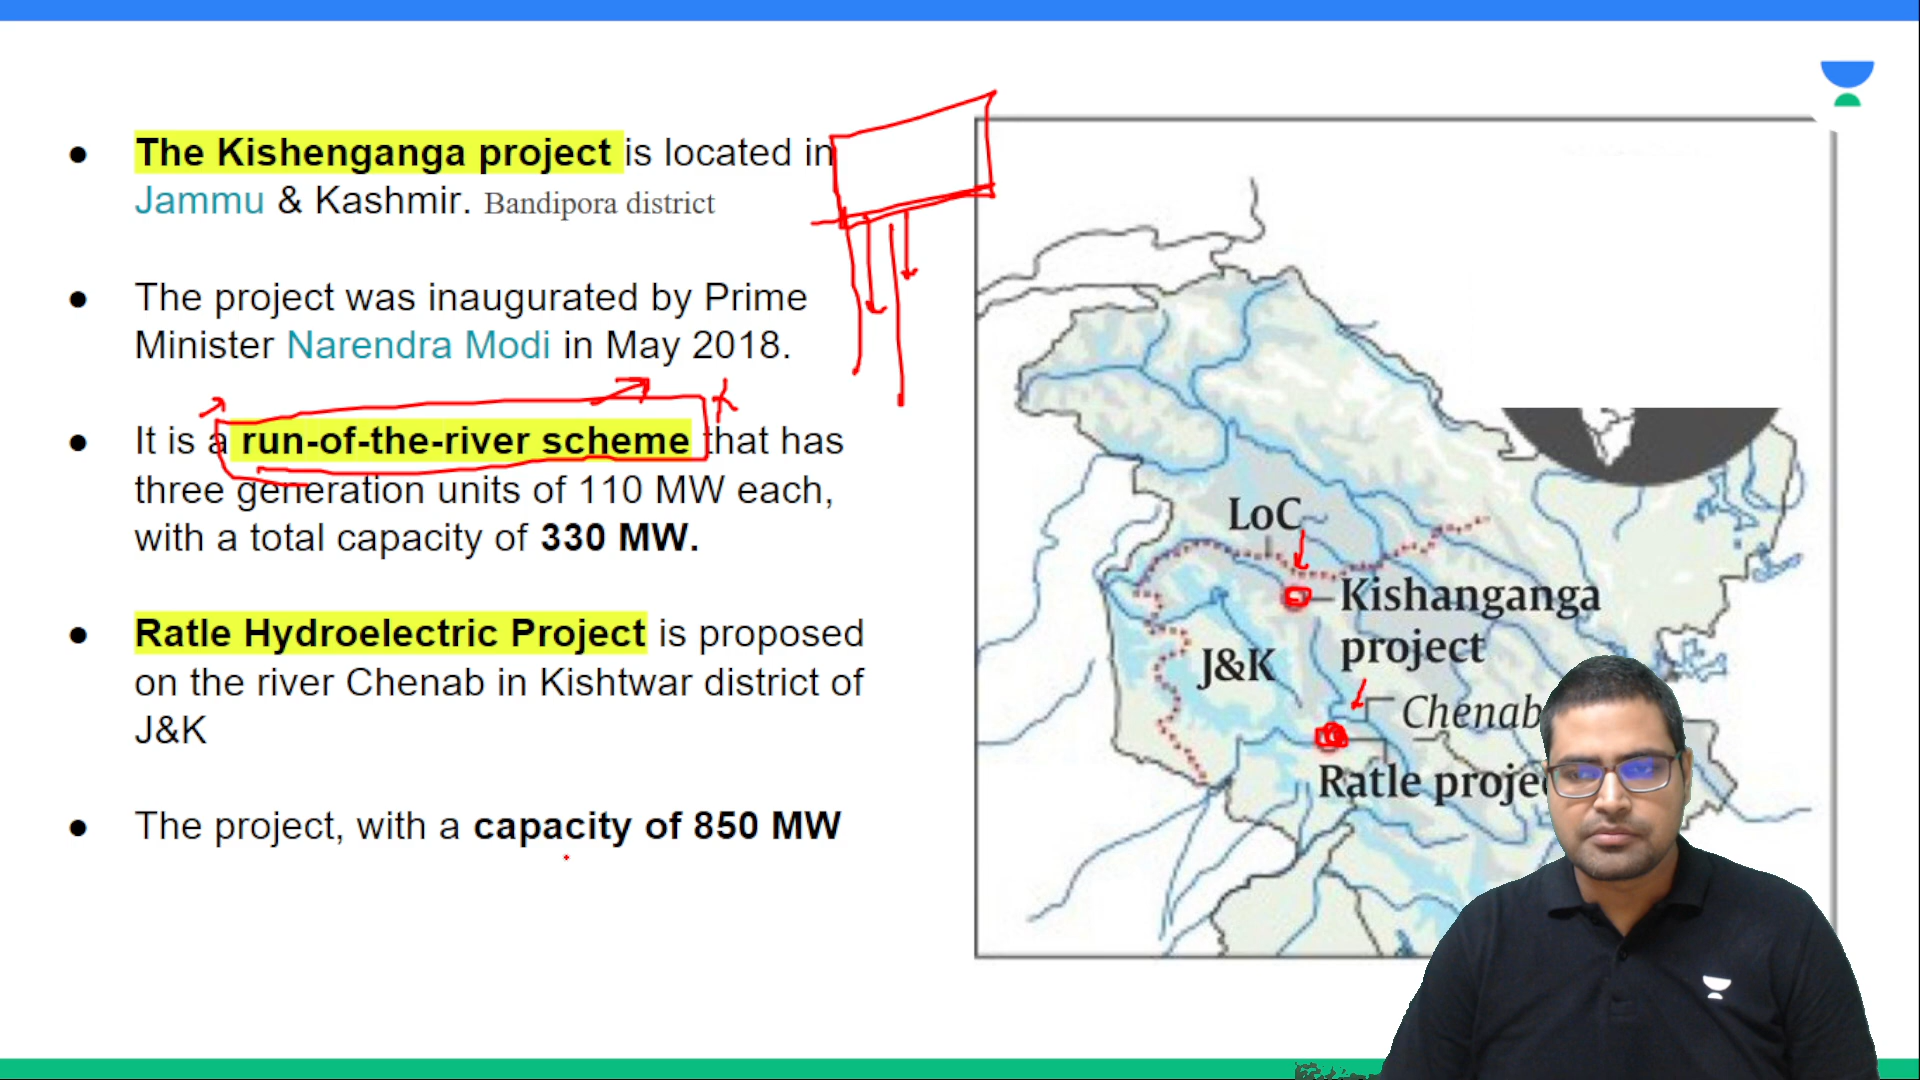 The Kishenganga project is located in
Jammu & Kashmir. Bandipora district
The project was inaugurated by Prime
Minister Narendra Modi in May 2018.
It is a run-of-the-river scheme that has
three generation units of 110 MW each,
with a total capacity of 330 MW.
Ratle Hydroelectric Project is proposed
on the river Chenab in Kishtwar district of
J&K
The project, with a capacity of 850 MW
LoC
Kishanganga
project
J&K
Chenab
Ratle projec